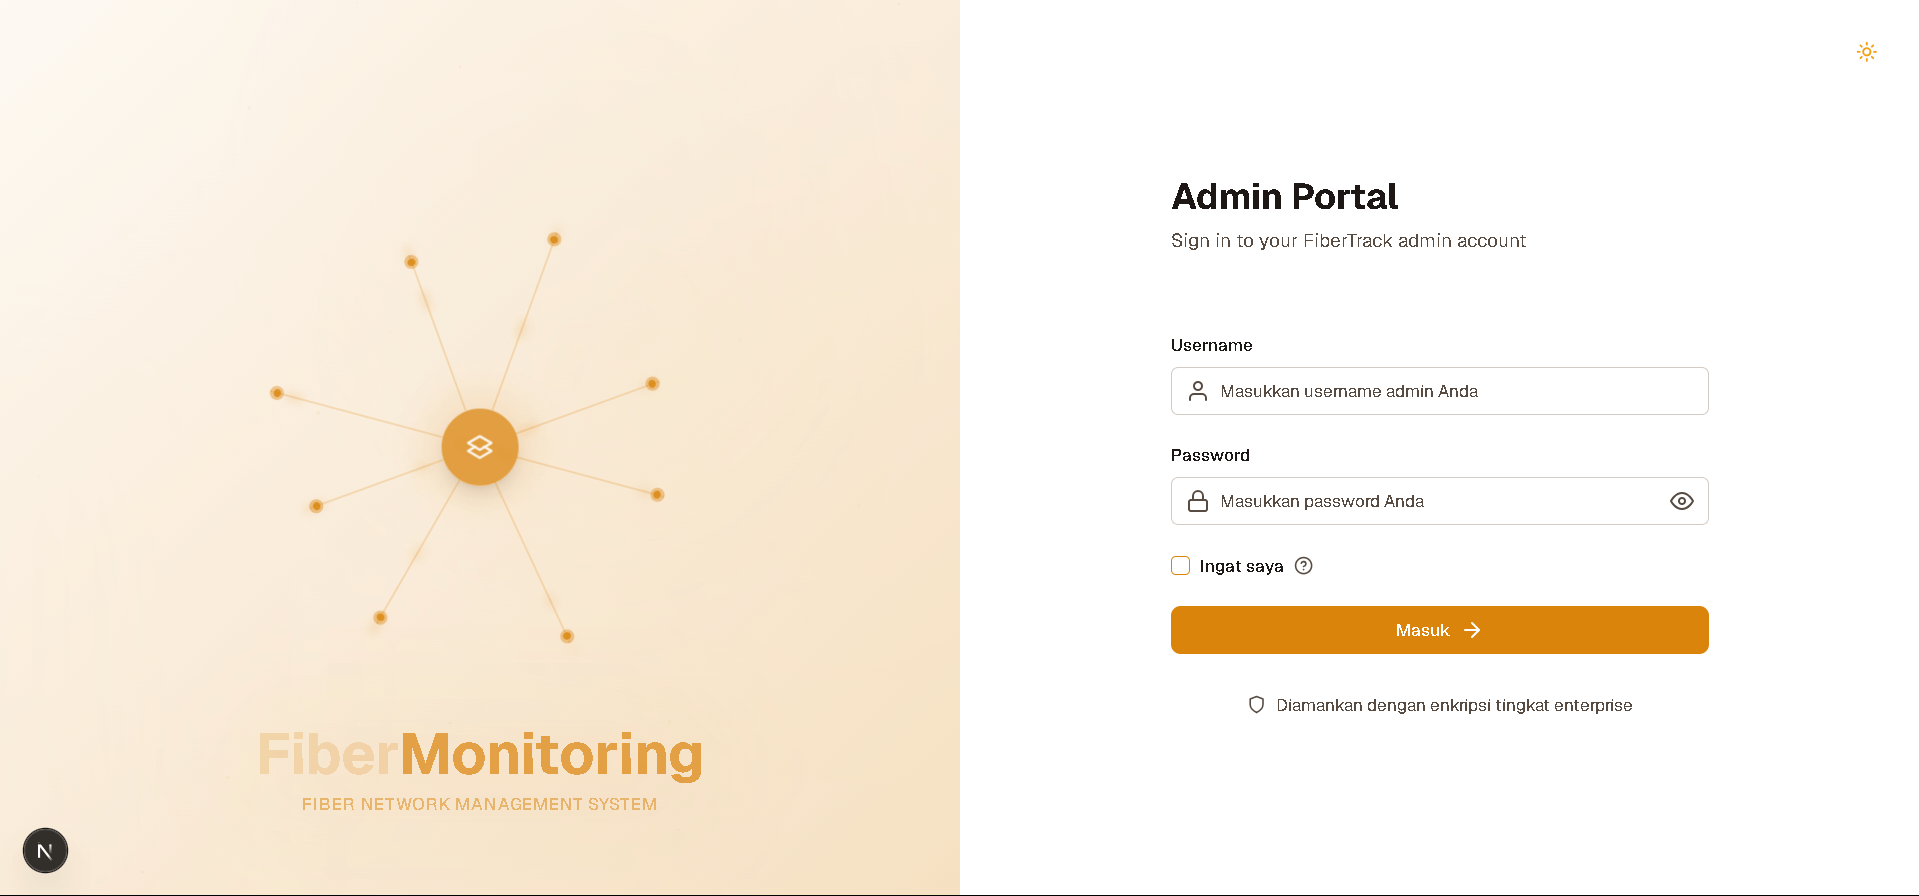 FiberMonitoring
FIBER NETWORK MANAGEMENT SYSTEM
N
Admin Portal
Sign in to your FiberTrack admin account
Username
Masukkan username admin Anda
Password
Masukkan password Anda
Ingat saya
Masuk
Diamankan dengan enkripsi tingkat enterprise